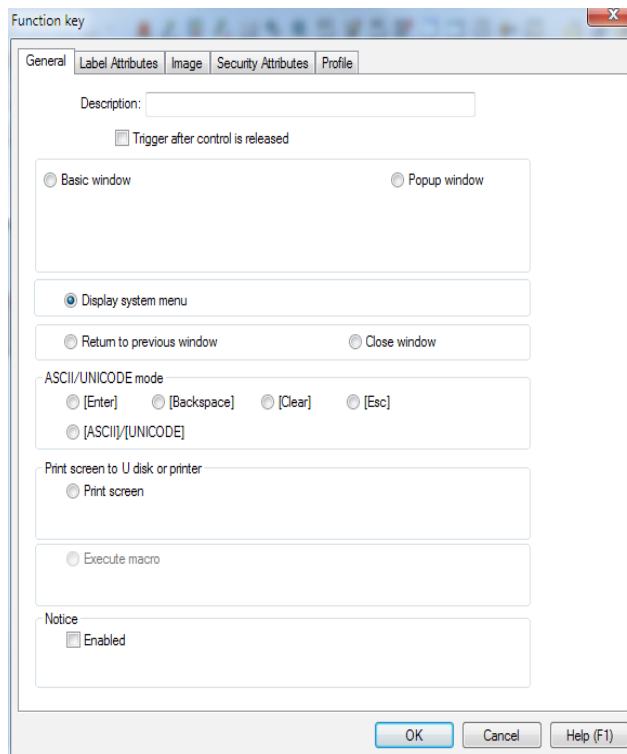 Function key
X
General Label Attributes Image Security Attributes Profile
Description:
Trigger after control is released
Basic window Popup window
Display system menu
Return to previous window Close window
ASCII/UNICODE mode
[Enter] [Backspace] [Clear] [Esc]
[ASCII]/[UNICODE]
Print screen to U disk or printer
Print screen
Execute macro
Notice
Enabled
OK Cancel Help (F1)